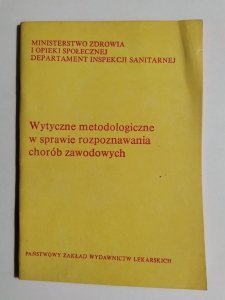 MINISTERSTWO ZDROWIA
I OPIEKI SPOŁECZNEJ
DEPARTAMENT INSPEKCJI SANITARNEJ
Wytyczne metodologiczne
w sprawie rozpoznawania
chorób zawodowych
PAŃSTWOWY ZAKŁAD WYDAWNICTW LEKARSKICH